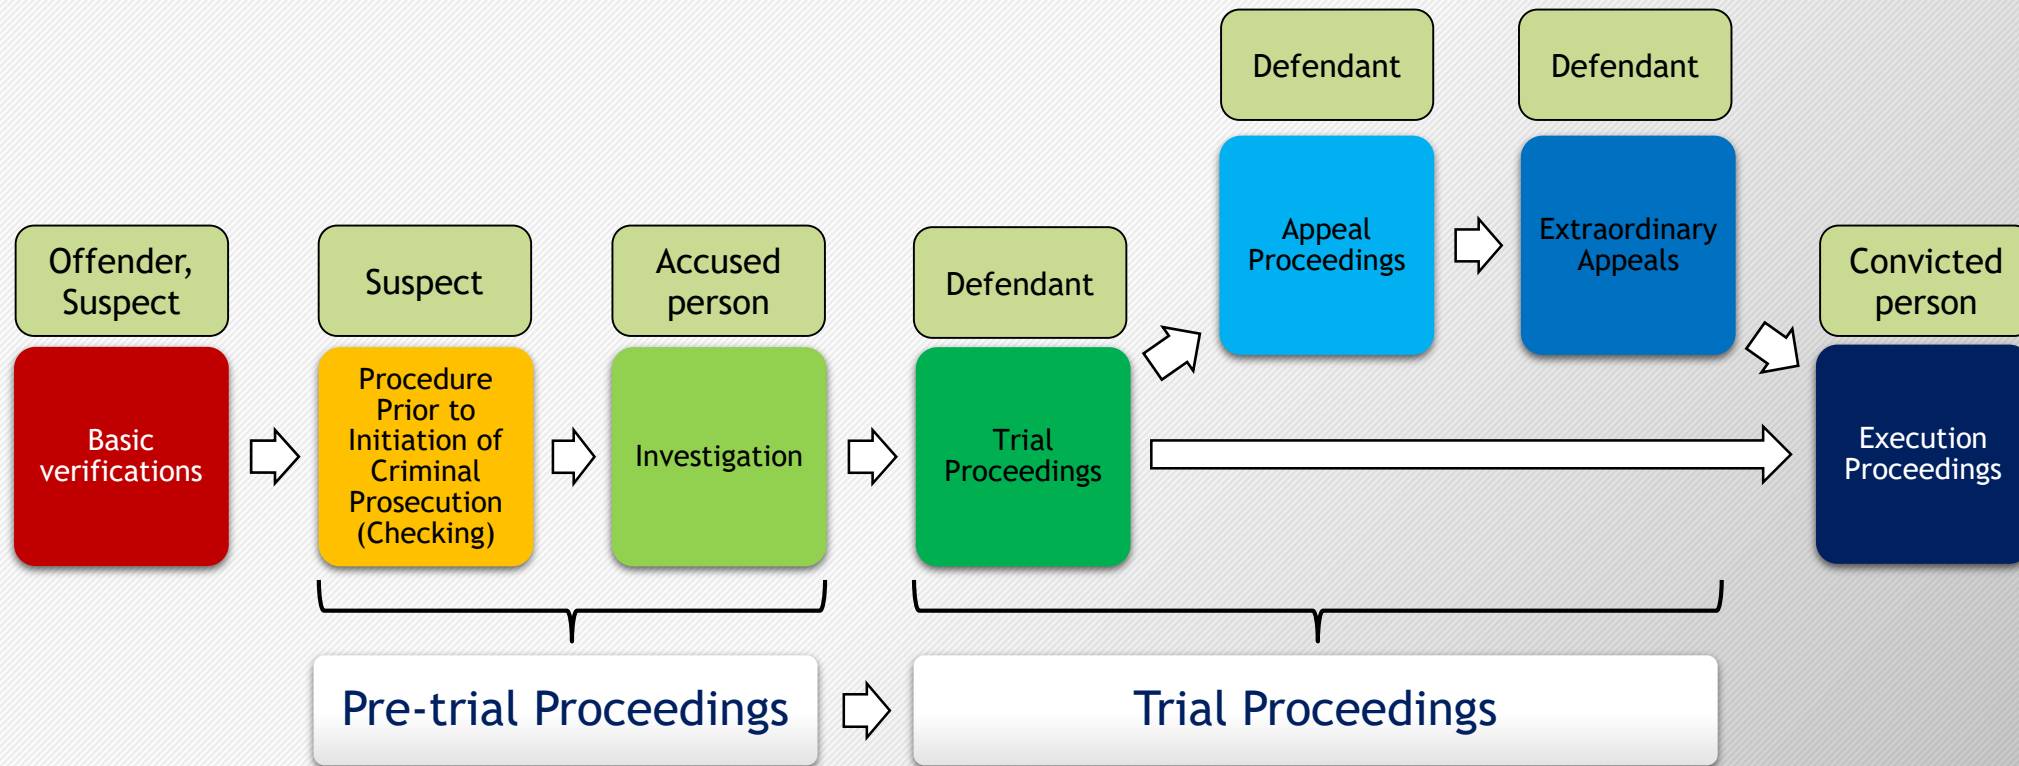 Defendant
Defendant
Appeal
Proceedings
Extraordinary
Appeals
Offender,
Suspect
Suspect
Accused
person
Defendant
Convicted
person
Basic
verifications
Procedure
Prior to
Initiation of
Criminal
Prosecution
(Checking)
Investigation
Trial
Proceedings
Execution
Proceedings
Pre-trial Proceedings
Trial Proceedings